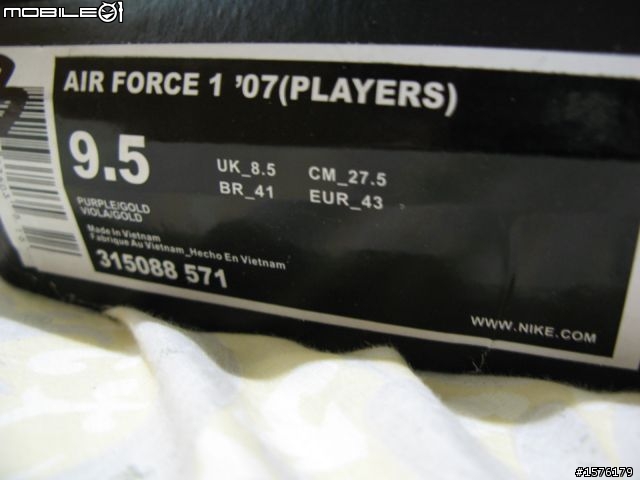 MOBILE01
AIR FORCE 1 '07(PLAYERS)
9.5
UK_8.5 CM_27.5
BR_41 EUR_43
PURPLE/GOLD
VIOLA/GOLD
Made In Vietnam
Fabrique Au Vietnam_Hecho En Vietnam
315088 571
WWW.NIKE.COM
#1576179